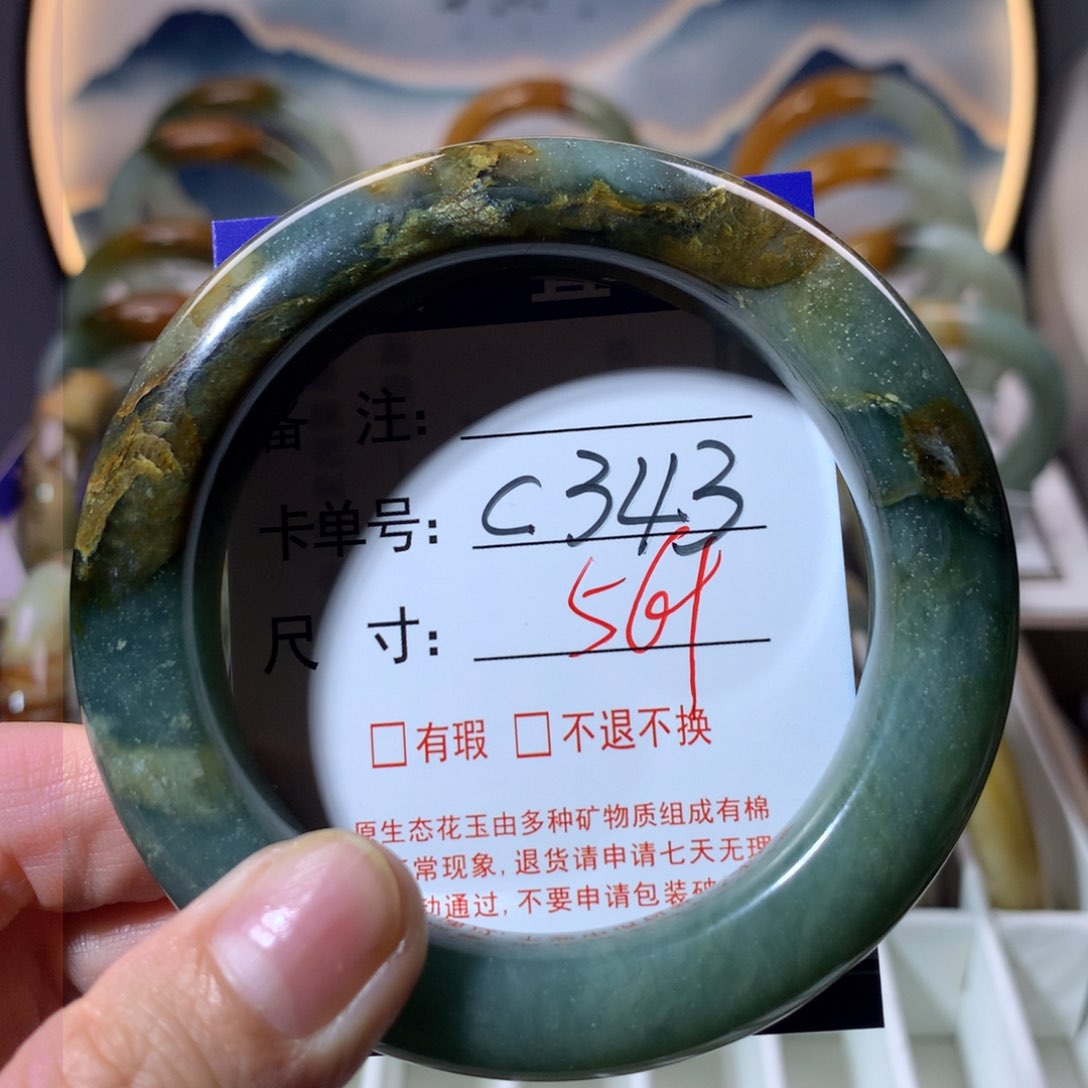 备 注:
卡单号: C343
尺 寸:
□有瑕 □不退不换
原生态花玉由多种矿物质组成有棉
常现象, 退货请申请七天无理
动通过, 不要申请包装破